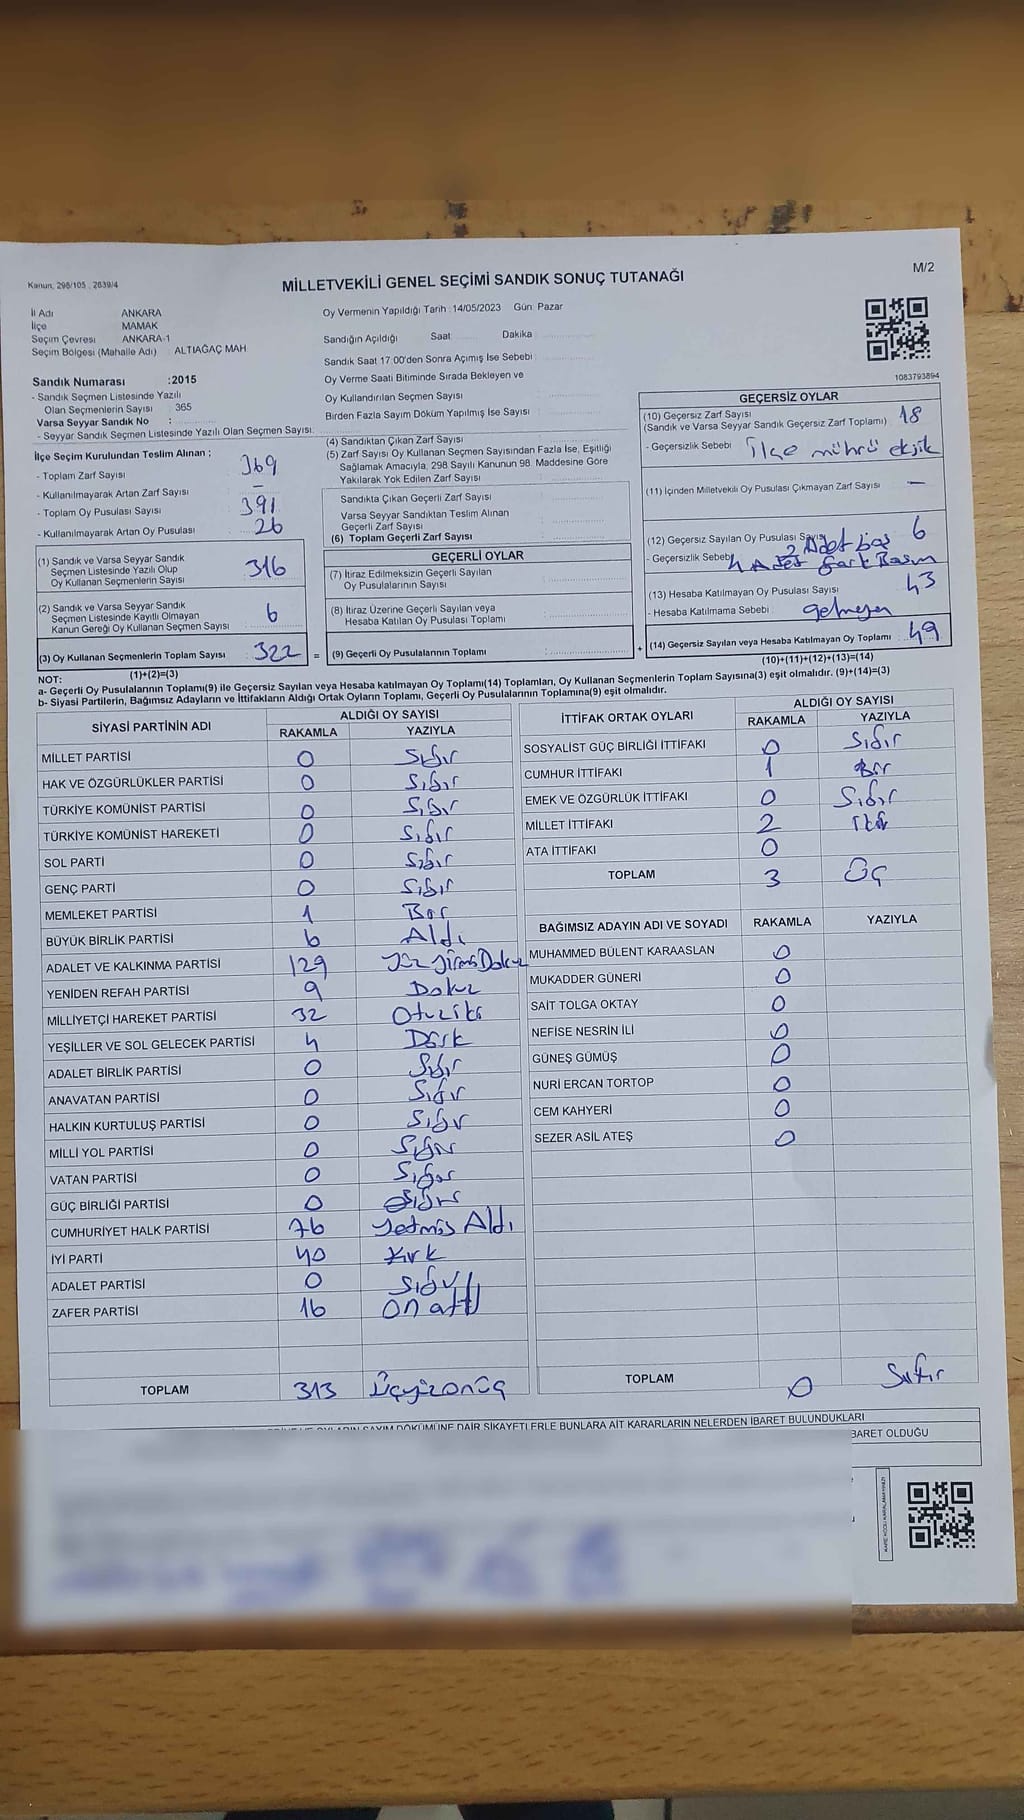 Kanun, 298/105 , 2839/4
MİLLETVEKİLİ GENEL SEÇİMİ SANDIK SONUÇ TUTANAĞI
M/2
İl Adı ANKARA
İlçe MAMAK
Seçim Çevresi ANKARA-1
Seçim Bölgesi (Mahalle Adı) ALTIAĞAÇ MAH
Sandık Numarası :2015
- Sandık Seçmen Listesinde Yazılı
Olan Seçmenlerin Sayısı : 365
Varsa Seyyar Sandık No :
- Seyyar Sandık Seçmen Listesinde Yazılı Olan Seçmen Sayısı:
Oy Vermenin Yapıldığı Tarih : 14/05/2023 Gün: Pazar
Sandığın Açıldığı Saat Dakika
Sandık Saat 17:00'den Sonra Açımış İse Sebebi
Oy Verme Saati Bitiminde Sırada Bekleyen ve
Oy Kullandırılan Seçmen Sayısı
Birden Fazla Sayım Döküm Yapılmış İse Sayısı
1083793894
İlçe Seçim Kurulundan Teslim Alınan :
- Toplam Zarf Sayısı 369
- Kullanılmayarak Artan Zarf Sayısı –
- Toplam Oy Pusulası Sayısı 391
- Kullanılmayarak Artan Oy Pusulası 26
(1) Sandık ve Varsa Seyyar Sandık
Seçmen Listesinde Yazılı Olup
Oy Kullanan Seçmenlerin Sayısı 316
(2) Sandık ve Varsa Seyyar Sandık
Seçmen Listesinde Kayıtlı Olmayan
Kanun Gereği Oy Kullanan Seçmen Sayısı 6
(3) Oy Kullanan Seçmenlerin Toplam Sayısı 322 =
(1)+(2)=(3)
(4) Sandıktan Çıkan Zarf Sayısı
(5) Zarf Sayısı Oy Kullanan Seçmen Sayısından Fazla İse, Eşitliği
Sağlamak Amacıyla, 298 Sayılı Kanunun 98. Maddesine Göre
Yakılarak Yok Edilen Zarf Sayısı
Sandıkta Çıkan Geçerli Zarf Sayısı
Varsa Seyyar Sandıktan Teslim Alınan
Geçerli Zarf Sayısı
(6) Toplam Geçerli Zarf Sayısı
GEÇERLİ OYLAR
(7) İtiraz Edilmeksizin Geçerli Sayılan
Oy Pusulalarının Sayısı
(8) İtiraz Üzerine Geçerli Sayılan veya
Hesaba Katılan Oy Pusulası Toplamı
(9) Geçerli Oy Pusulalarının Toplamı +
GEÇERSİZ OYLAR
(10) Geçersiz Zarf Sayısı
(Sandık ve Varsa Seyyar Sandık Geçersiz Zarf Toplamı) 18
- Geçersizlik Sebebi İlçe mührü eksik
(11) İçinden Milletvekili Oy Pusulası Çıkmayan Zarf Sayısı –
(12) Geçersiz Sayılan Oy Pusulası Sayısı 6
2 Adet boş
- Geçersizlik Sebebi 4 Adet fark Basım
(13) Hesaba Katılmayan Oy Pusulası Sayısı 43
- Hesaba Katılmama Sebebi : gelmeyen
(14) Geçersiz Sayılan veya Hesaba Katılmayan Oy Toplamı : 49
(10)+(11)+(12)+(13)=(14)
NOT:
a- Geçerli Oy Pusulalarının Toplamı(9) ile Geçersiz Sayılan veya Hesaba katılmayan Oy Toplamı(14) Toplamları, Oy Kullanan Seçmenlerin Toplam Sayısına(3) eşit olmalıdır. (9)+(14)=(3)
b- Siyasi Partilerin, Bağımsız Adayların ve İttifakların Aldığı Ortak Oyların Toplamı, Geçerli Oy Pusulalarının Toplamına(9) eşit olmalıdır.
SİYASİ PARTİNİN ADI ALDIĞI OY SAYISI
RAKAMLA YAZIYLA
MİLLET PARTİSİ 0 Sıfır
HAK VE ÖZGÜRLÜKLER PARTİSİ 0 Sıfır
TÜRKİYE KOMÜNİST PARTİSİ 0 Sıfır
TÜRKİYE KOMÜNİST HAREKETİ 0 Sıfır
SOL PARTİ 0 Sıfır
GENÇ PARTİ 0 Sıfır
MEMLEKET PARTİSİ 1 Bir
BÜYÜK BİRLİK PARTİSİ 6 Altı
ADALET VE KALKINMA PARTİSİ 129 Yüz Yirmi Dokuz
YENİDEN REFAH PARTİSİ 9 Dokuz
MİLLİYETÇİ HAREKET PARTİSİ 32 Otuziki
YEŞİLLER VE SOL GELECEK PARTİSİ 4 Dört
ADALET BİRLİK PARTİSİ 0 Sıfır
ANAVATAN PARTİSİ 0 Sıfır
HALKIN KURTULUŞ PARTİSİ 0 Sıfır
MİLLİ YOL PARTİSİ 0 Sıfır
VATAN PARTİSİ 0 Sıfır
GÜÇ BİRLİĞİ PARTİSİ 0 Sıfır
CUMHURİYET HALK PARTİSİ 76 Yetmiş Altı
İYİ PARTİ 40 Kırk
ADALET PARTİSİ 0 Sıfır
ZAFER PARTİSİ 16 On altı
TOPLAM 313 Üçyüzonüç
İTTİFAK ORTAK OYLARI ALDIĞI OY SAYISI
RAKAMLA YAZIYLA
SOSYALİST GÜÇ BİRLİĞİ İTTİFAKI 0 Sıfır
CUMHUR İTTİFAKI 1 Bir
EMEK VE ÖZGÜRLÜK İTTİFAKI 0 Sıfır
MİLLET İTTİFAKI 2 İki
ATA İTTİFAKI 0
TOPLAM 3 Üç
BAĞIMSIZ ADAYIN ADI VE SOYADI RAKAMLA YAZIYLA
MUHAMMED BÜLENT KARAASLAN 0
MUKADDER GÜNERİ 0
SAİT TOLGA OKTAY 0
NEFİSE NESRİN İLİ 0
GÜNEŞ GÜMÜŞ 0
NURİ ERCAN TORTOP 0
CEM KAHYERİ 0
SEZER ASİL ATEŞ 0
TOPLAM 0 Sıfır
SAYIM DÖKÜMÜNE DAİR ŞİKAYETLERLE BUNLARA AİT KARARLARIN NELERDEN İBARET BULUNDUKLARI
BARET OLDUĞU